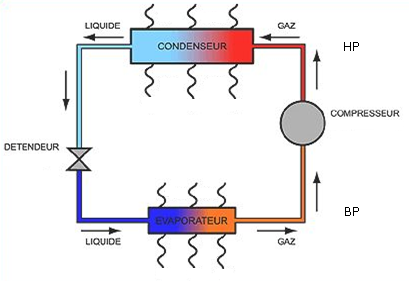 LIQUIDE
GAZ
CONDENSEUR
HP
COMPRESSEUR
DETENDEUR
EVAPORATEUR
BP
LIQUIDE
GAZ